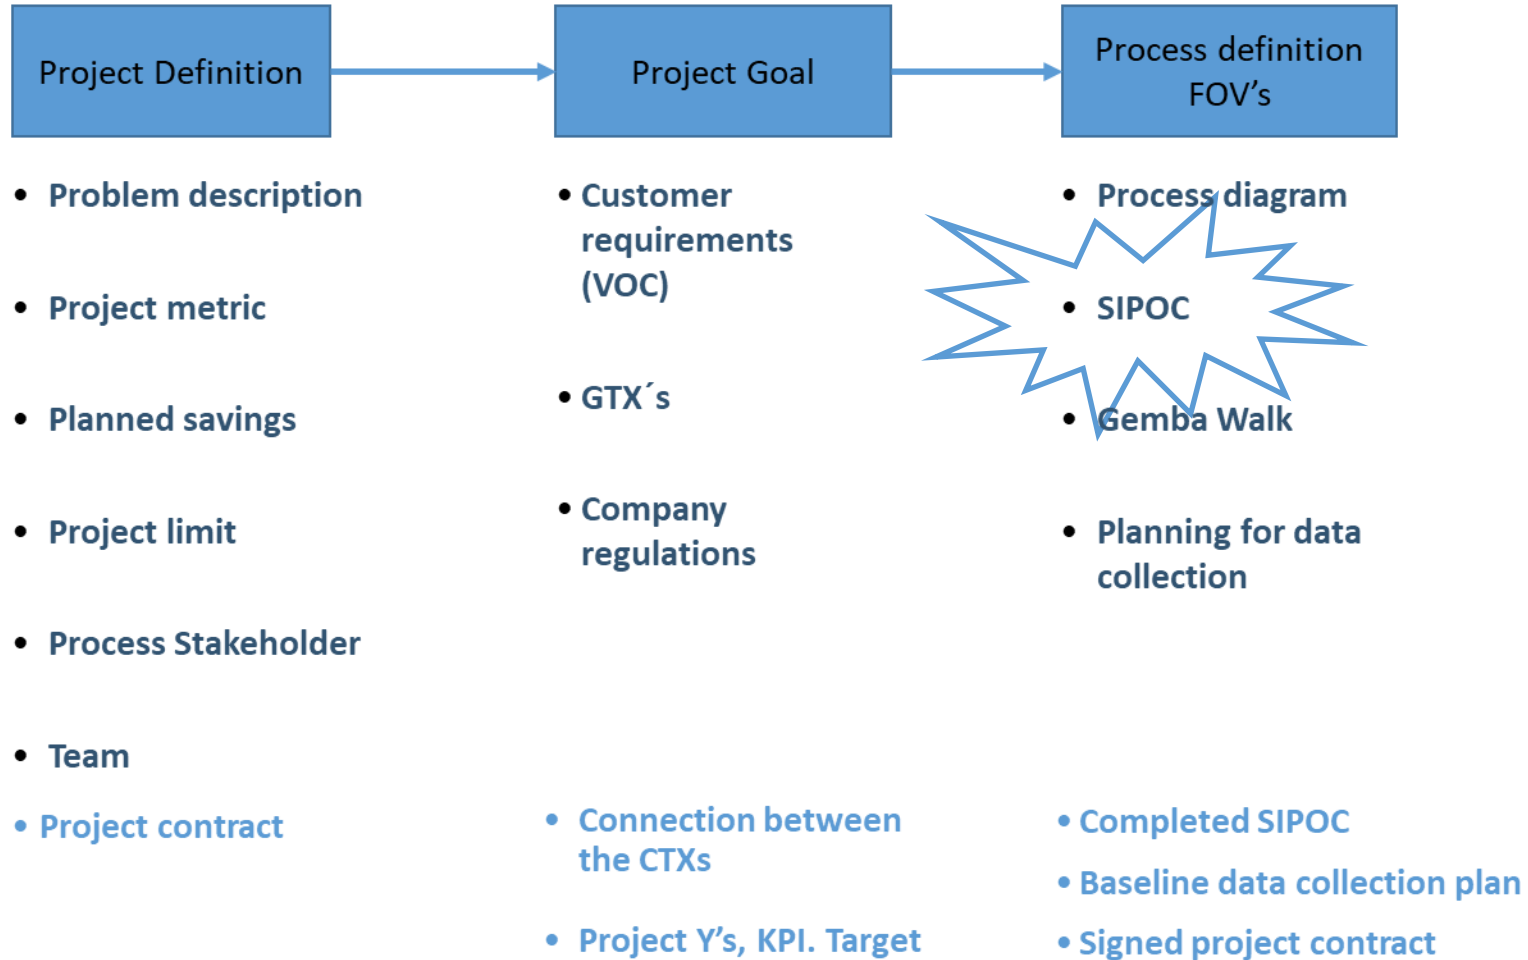 Project Definition
Project Goal
Process definition
FOV's
• Problem description
• Project metric
• Planned savings
• Project limit
• Process Stakeholder
• Team
• Project contract
• Customer
requirements
(VOC)
• GTX´s
• Company
regulations
• Connection between
the CTXs
• Project Y's, KPI. Target
• Process diagram
• SIPOC
• Gemba Walk
• Planning for data
collection
• Completed SIPOC
• Baseline data collection plan
• Signed project contract